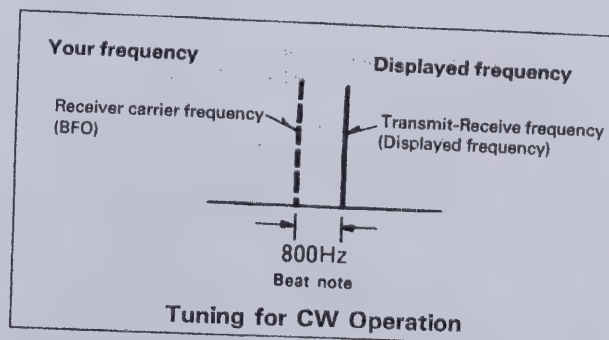 Your frequency
Displayed frequency
Receiver carrier frequency
(BFO)
Transmit-Receive frequency
(Displayed frequency)
800Hz
Beat note
Tuning for CW Operation